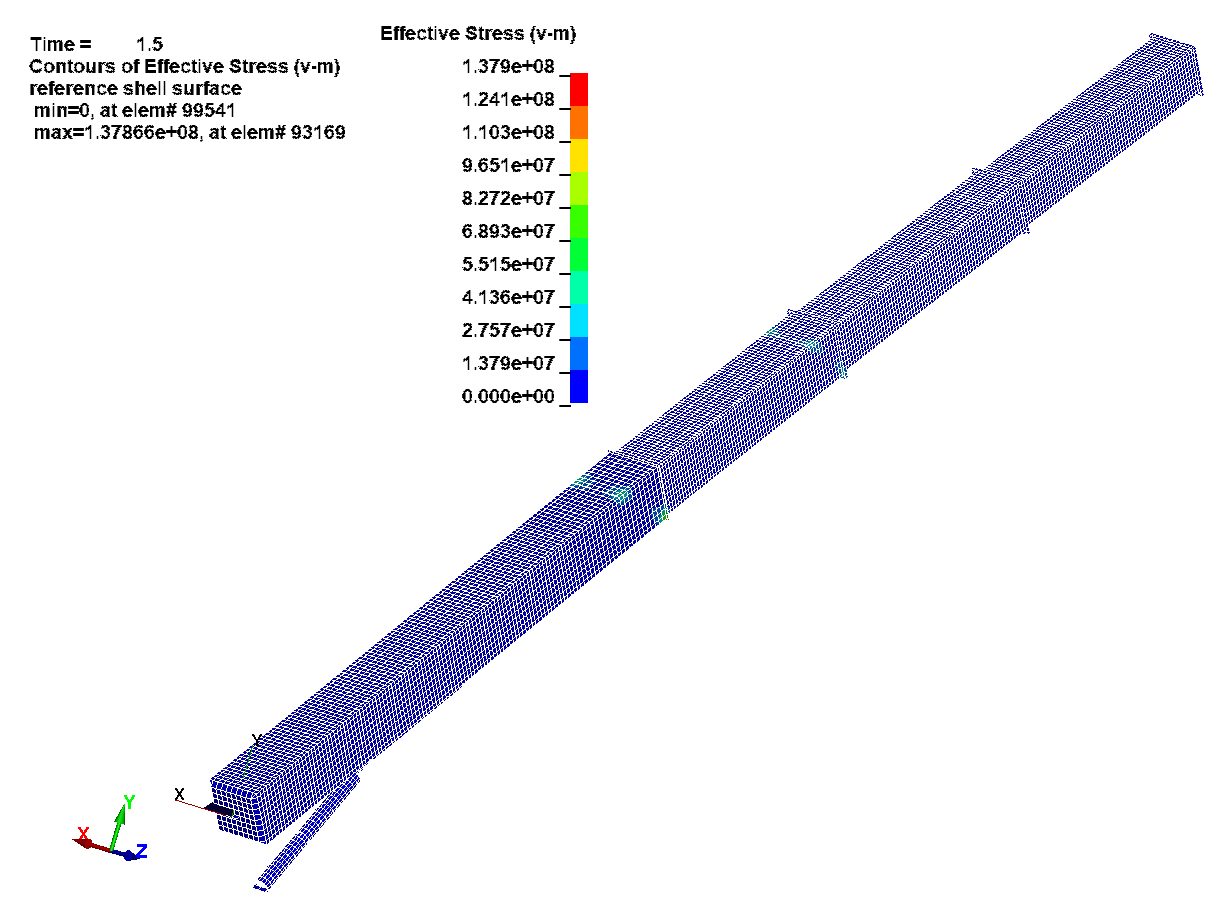 Time = 1.5
Contours of Effective Stress (v-m)
reference shell surface
min=0, at elem# 99541
max=1.37866e+08, at elem# 93169
Effective Stress (v-m)
1.379e+08
1.241e+08
1.103e+08
9.651e+07
8.272e+07
6.893e+07
5.515e+07
4.136e+07
2.757e+07
1.379e+07
0.000e+00
Y
X
Y
X
Z